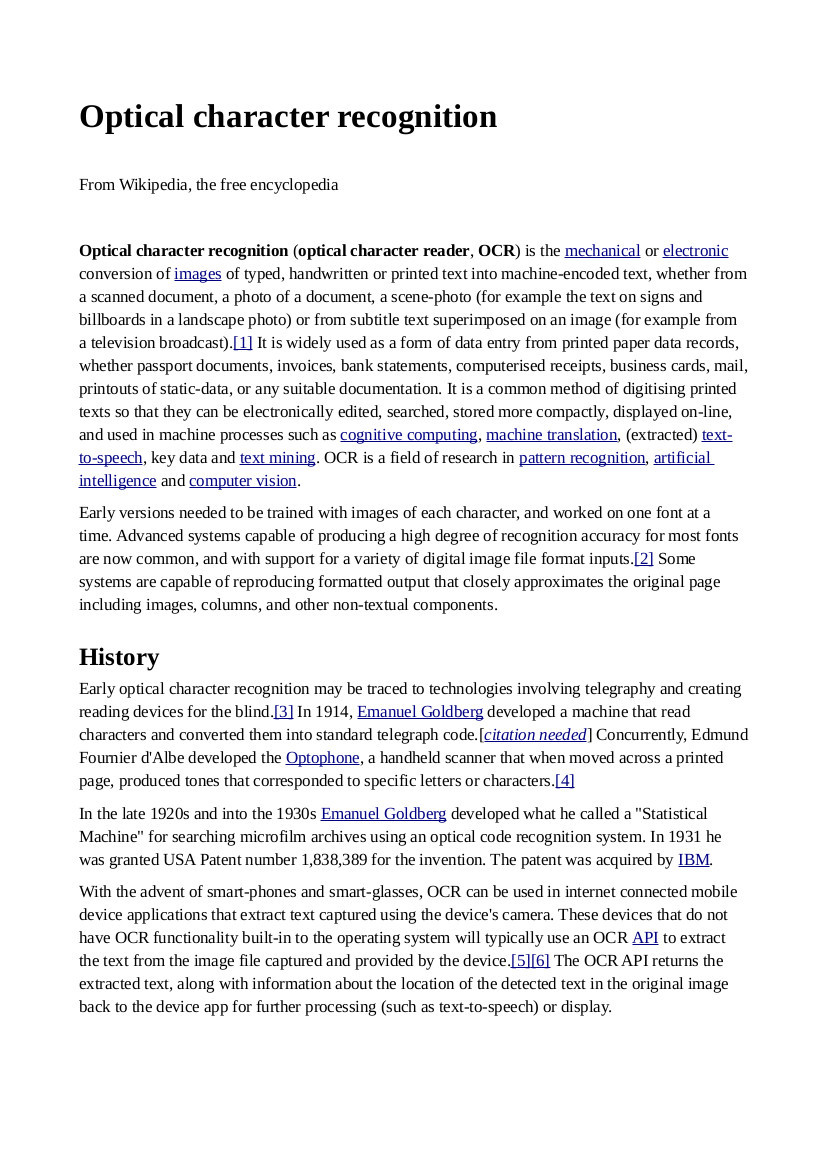 Optical character recognition
From Wikipedia, the free encyclopedia
Optical character recognition (optical character reader, OCR) is the mechanical or electronic
conversion of images of typed, handwritten or printed text into machine-encoded text, whether from
a scanned document, a photo of a document, a scene-photo (for example the text on signs and
billboards in a landscape photo) or from subtitle text superimposed on an image (for example from
a television broadcast).[1] It is widely used as a form of data entry from printed paper data records,
whether passport documents, invoices, bank statements, computerised receipts, business cards, mail,
printouts of static-data, or any suitable documentation. It is a common method of digitising printed
texts so that they can be electronically edited, searched, stored more compactly, displayed on-line,
and used in machine processes such as cognitive computing, machine translation, (extracted) text-
to-speech, key data and text mining. OCR is a field of research in pattern recognition, artificial
intelligence and computer vision.
Early versions needed to be trained with images of each character, and worked on one font at a
time. Advanced systems capable of producing a high degree of recognition accuracy for most fonts
are now common, and with support for a variety of digital image file format inputs.[2] Some
systems are capable of reproducing formatted output that closely approximates the original page
including images, columns, and other non-textual components.
History
Early optical character recognition may be traced to technologies involving telegraphy and creating
reading devices for the blind.[3] In 1914, Emanuel Goldberg developed a machine that read
characters and converted them into standard telegraph code.[citation needed] Concurrently, Edmund
Fournier d'Albe developed the Optophone, a handheld scanner that when moved across a printed
page, produced tones that corresponded to specific letters or characters.[4]
In the late 1920s and into the 1930s Emanuel Goldberg developed what he called a "Statistical
Machine" for searching microfilm archives using an optical code recognition system. In 1931 he
was granted USA Patent number 1,838,389 for the invention. The patent was acquired by IBM.
With the advent of smart-phones and smart-glasses, OCR can be used in internet connected mobile
device applications that extract text captured using the device's camera. These devices that do not
have OCR functionality built-in to the operating system will typically use an OCR API to extract
the text from the image file captured and provided by the device.[5][6] The OCR API returns the
extracted text, along with information about the location of the detected text in the original image
back to the device app for further processing (such as text-to-speech) or display.